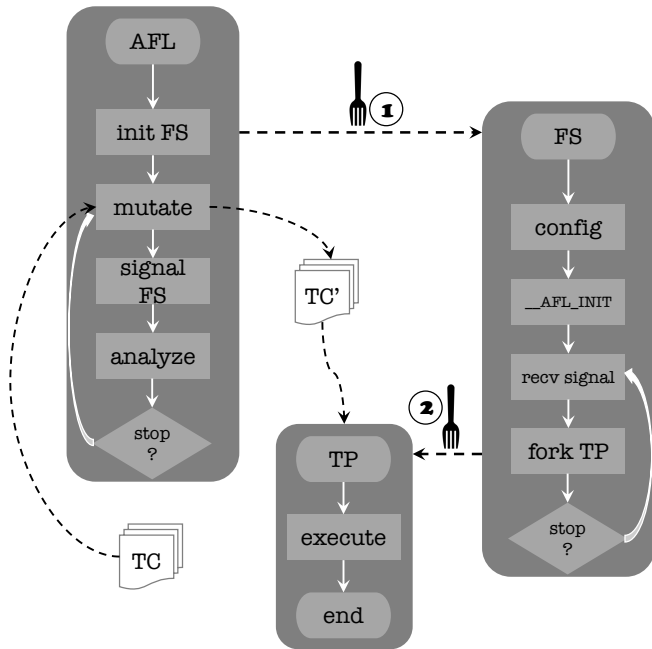 AFL
init FS
mutate
signal
FS
analyze
stop
?
TC
1
TC’
2
TP
execute
end
FS
config
__AFL_INIT
recv signal
fork TP
stop
?